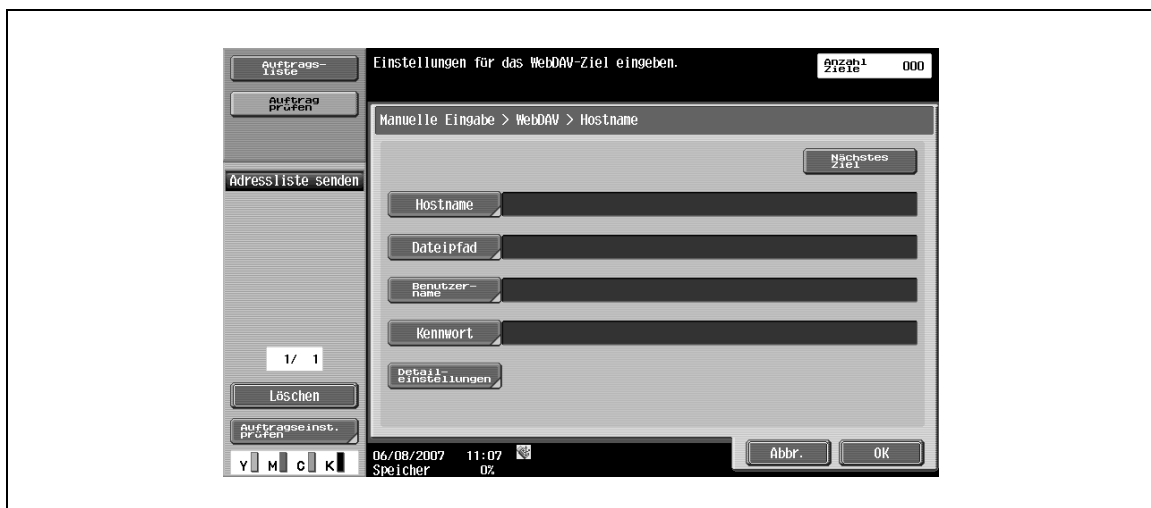 Auftrags-
liste
Auftrag
prüfen
Adressliste senden
1/ 1
Löschen
Auftragseinst.
prüfen
Y M C K
Einstellungen für das WebDAV-Ziel eingeben.
Anzahl
Ziele 000
Manuelle Eingabe > WebDAV > Hostname
Nächstes
Ziel
Hostname
Dateipfad
Benutzer-
name
Kennwort
Detail-
einstellungen
06/08/2007 11:07
Speicher 0%
Abbr.
OK